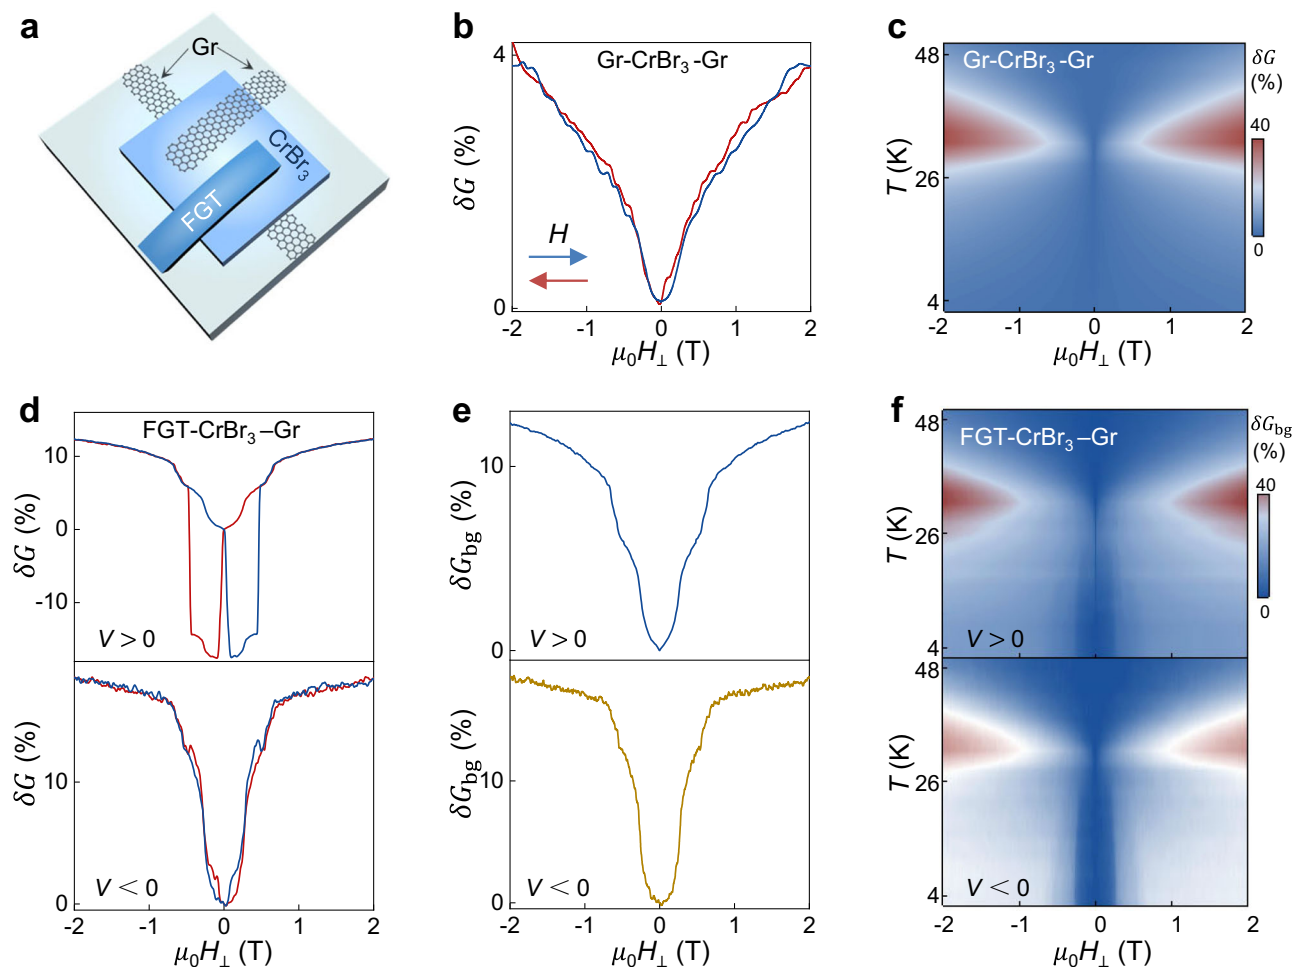 a
Gr
CrBr₃
FGT
b
Gr-CrBr₃-Gr
4
0
δG (%)
H
-2 -1 0 1 2
μ₀H⊥ (T)
c
Gr-CrBr₃-Gr
48
26
4
T (K)
-2 -1 0 1 2
μ₀H⊥ (T)
δG
(%)
40
0
d
FGT-CrBr₃–Gr
10
0
-10
δG (%)
V > 0
10
0
δG (%)
V < 0
-2 -1 0 1 2
μ₀H⊥ (T)
e
10
0
δG_bg (%)
V > 0
10
0
δG_bg (%)
V < 0
-2 -1 0 1 2
μ₀H⊥ (T)
f
FGT-CrBr₃–Gr
48
26
4
T (K)
V > 0
δG_bg
(%)
40
0
48
26
4
T (K)
V < 0
-2 -1 0 1 2
μ₀H⊥ (T)